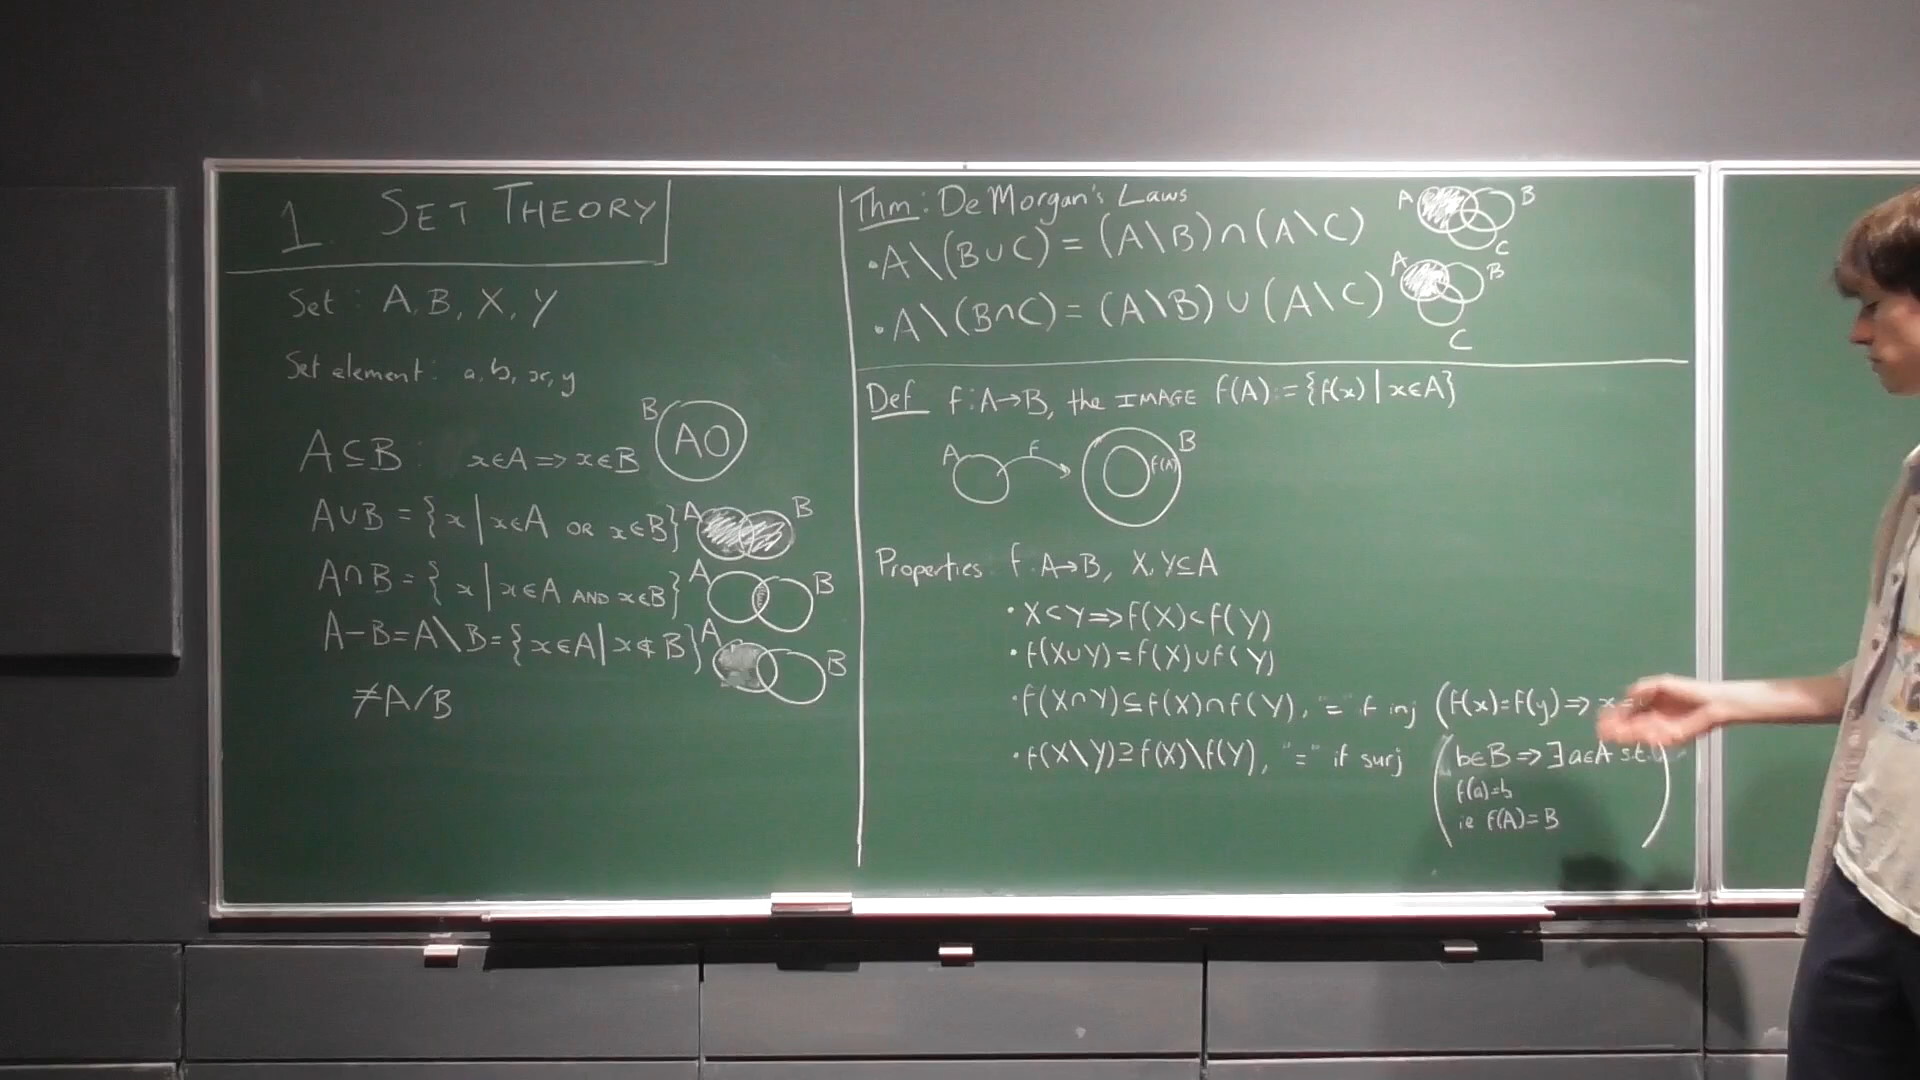 1. SET THEORY
Set: A, B, X, Y
Set element: a, b, x, y
A⊆B: x∈A ⇒ x∈B
B
A
A∪B = {x | x∈A OR x∈B}
A B
A∩B = {x | x∈A AND x∈B}
A B
A−B = A\B = {x∈A | x∉B}
A B
≠A/B
Thm: De Morgan's Laws
•A\(B∪C) = (A\B)∩(A\C)
A B
C
•A\(B∩C) = (A\B)∪(A\C)
A B
C
Def f: A→B, the IMAGE f(A) := {f(x) | x∈A}
A f f(A) B
Properties: f: A→B, X, Y⊆A
•X⊂Y ⇒ f(X)⊂f(Y)
•f(X∪Y) = f(X)∪f(Y)
•f(X∩Y)⊆f(X)∩f(Y), "=" if inj (f(x)=f(y) ⇒ x=
•f(X\Y)⊇f(X)\f(Y), "=" if surj
(b∈B ⇒ ∃a∈A s.t.
f(a)=b
ie f(A)=B)